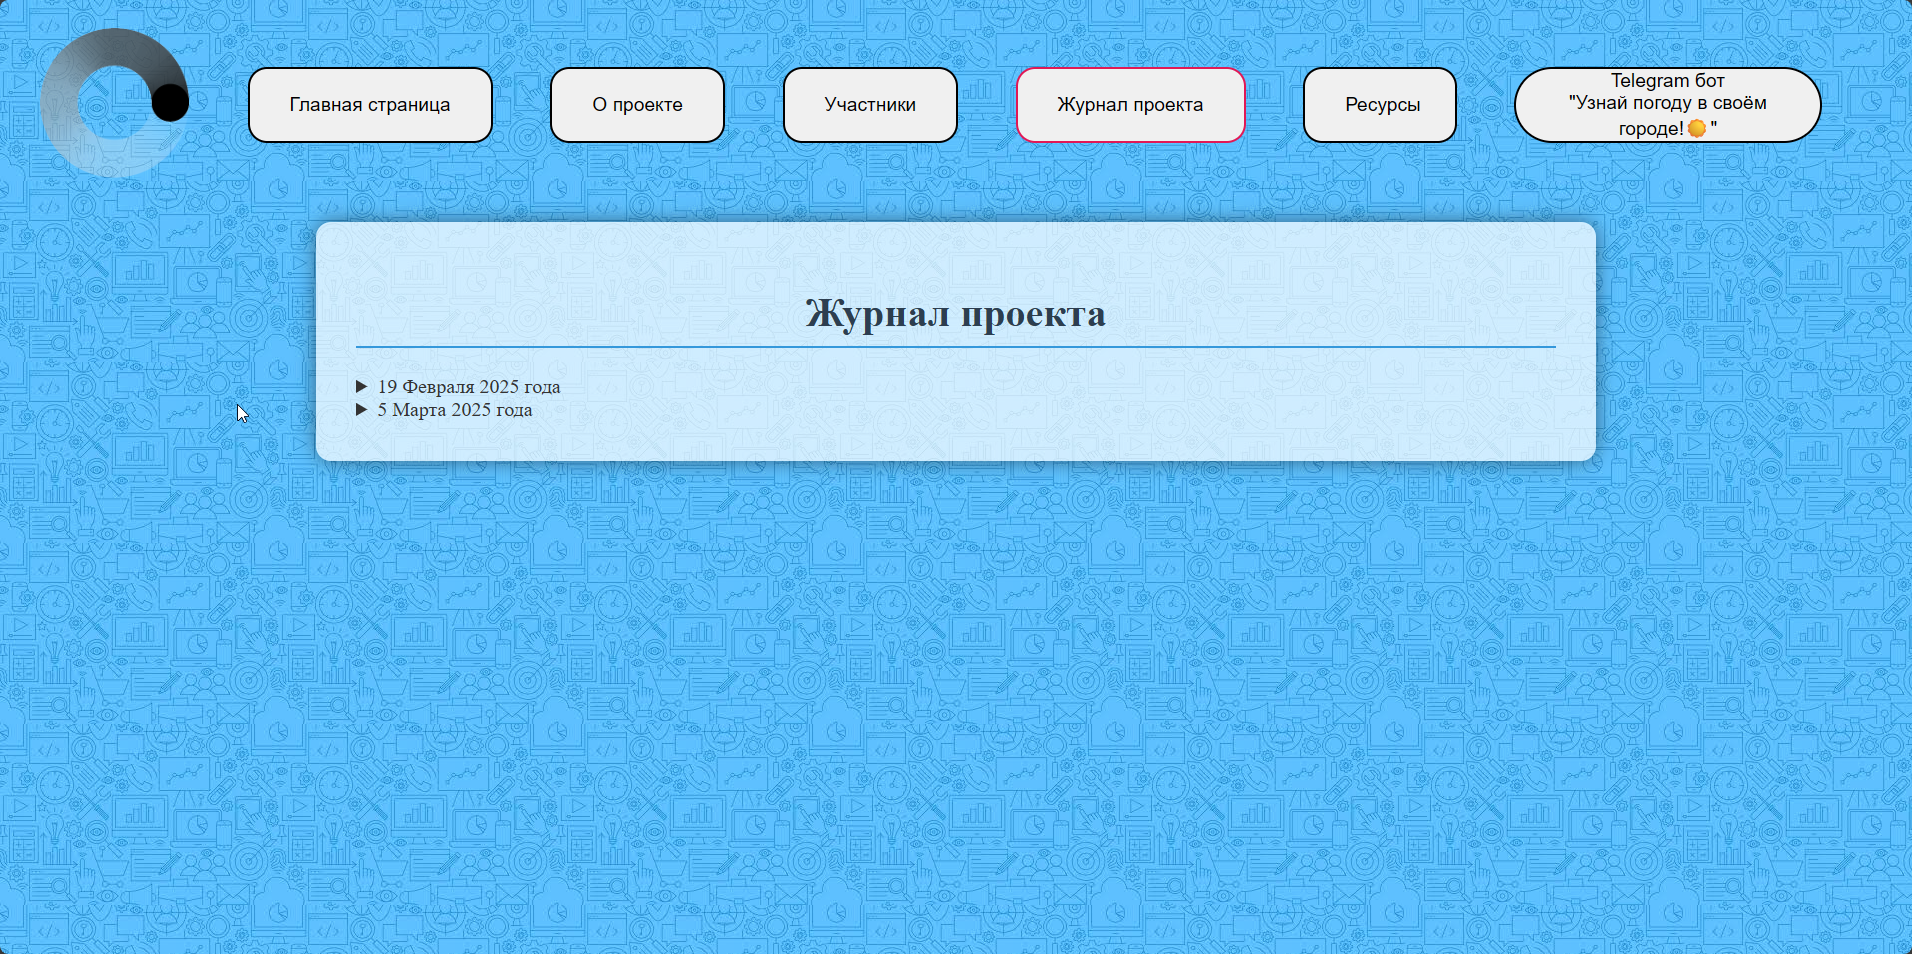 Главная страница
О проекте
Участники
Журнал проекта
Ресурсы
Telegram бот
"Узнай погоду в своём
городе!☀️ "
Журнал проекта
19 Февраля 2025 года
5 Марта 2025 года